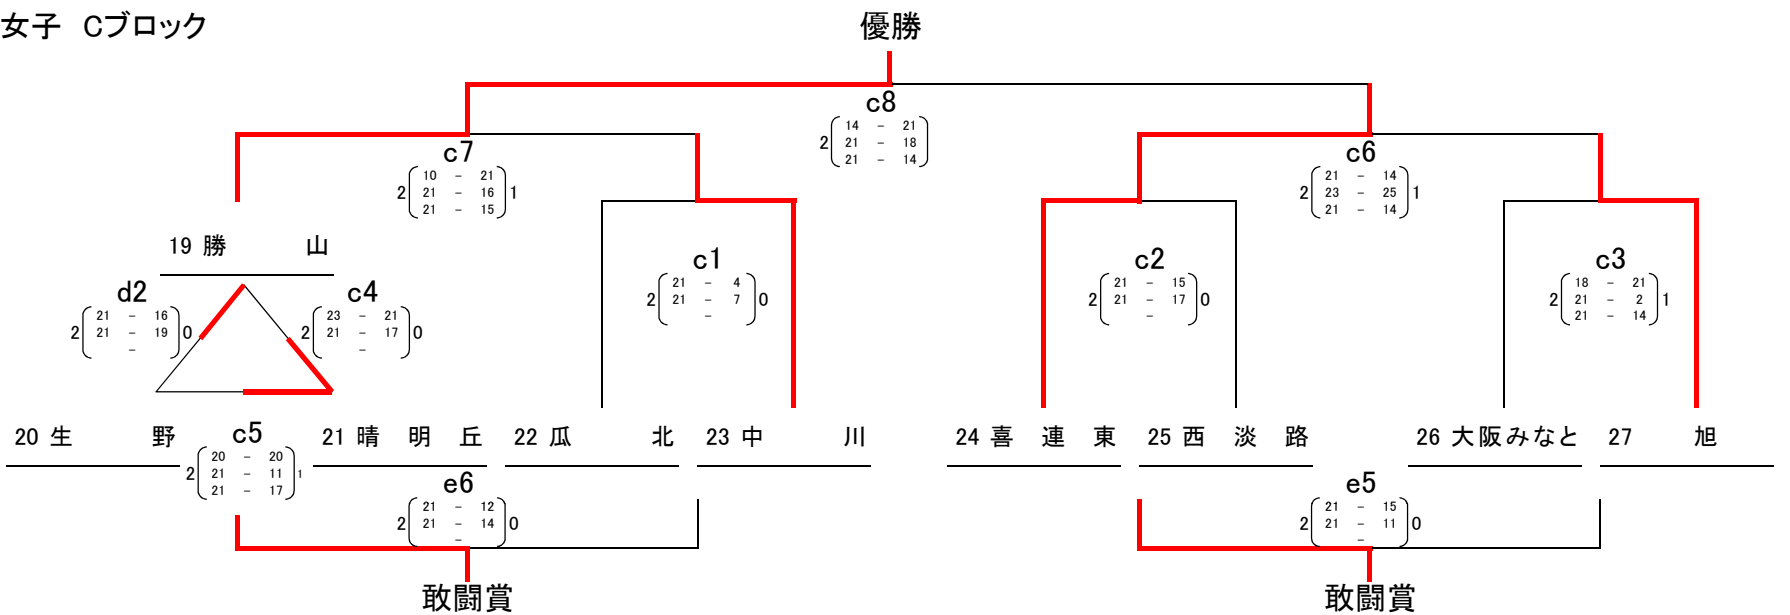 女子 Cブロック
優勝
c8
2 14 - 21
21 - 18
21 - 14
c7
2 10 - 21 1
21 - 16
21 - 15
c6
2 21 - 14 1
23 - 25
21 - 14
19 勝 山
d2
2 21 - 16 0
21 - 19
-
c4
2 23 - 21 0
21 - 17
-
c1
2 21 - 4 0
21 - 7
-
c2
2 21 - 15 0
21 - 17
-
c3
2 18 - 21 1
21 - 2
21 - 14
20 生 野
c5
2 20 - 20 1
21 - 11
21 - 17
21 晴 明 丘
22 瓜 北
23 中 川
24 喜 連 東
25 西 淡 路
26 大阪みなと
27 旭
e6
2 21 - 12 0
21 - 14
-
e5
2 21 - 15 0
21 - 11
-
敢闘賞
敢闘賞